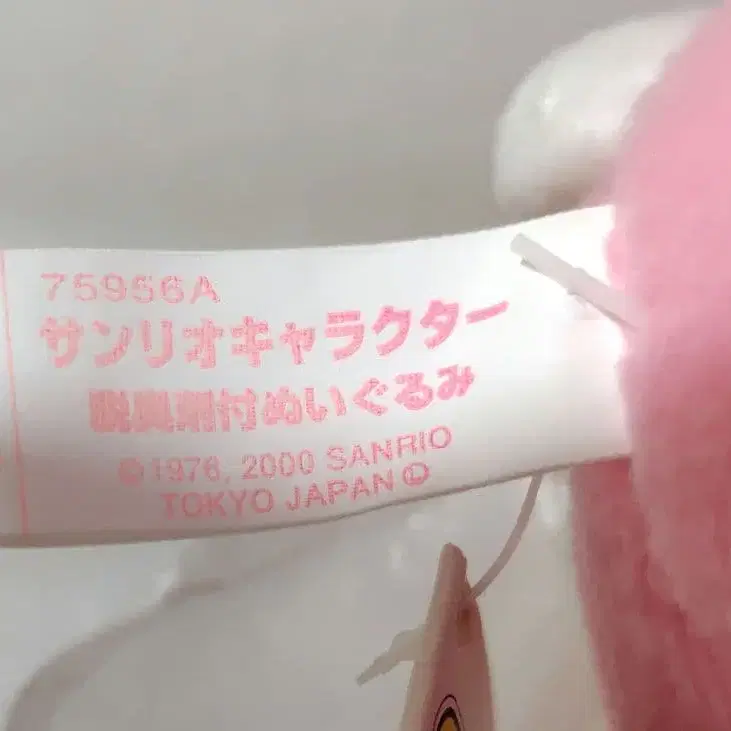 75956A
サンリオキャラクター
脱臭剤付ぬいぐるみ
©1976, 2000 SANRIO
TOKYO JAPAN Ⓛ